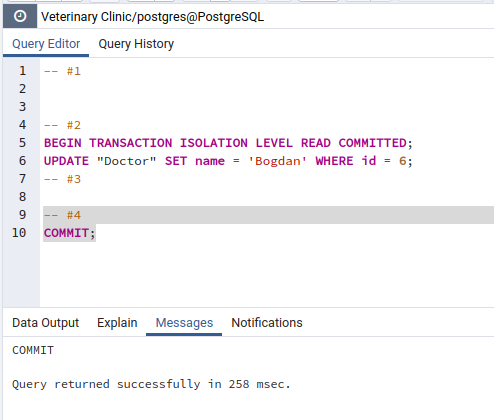 Veterinary Clinic/postgres@PostgreSQL
Query Editor Query History
1 -- #1
2
3
4 -- #2
5 BEGIN TRANSACTION ISOLATION LEVEL READ COMMITTED;
6 UPDATE "Doctor" SET name = 'Bogdan' WHERE id = 6;
7 -- #3
8
9 -- #4
10 COMMIT;
Data Output Explain Messages Notifications
COMMIT
Query returned successfully in 258 msec.